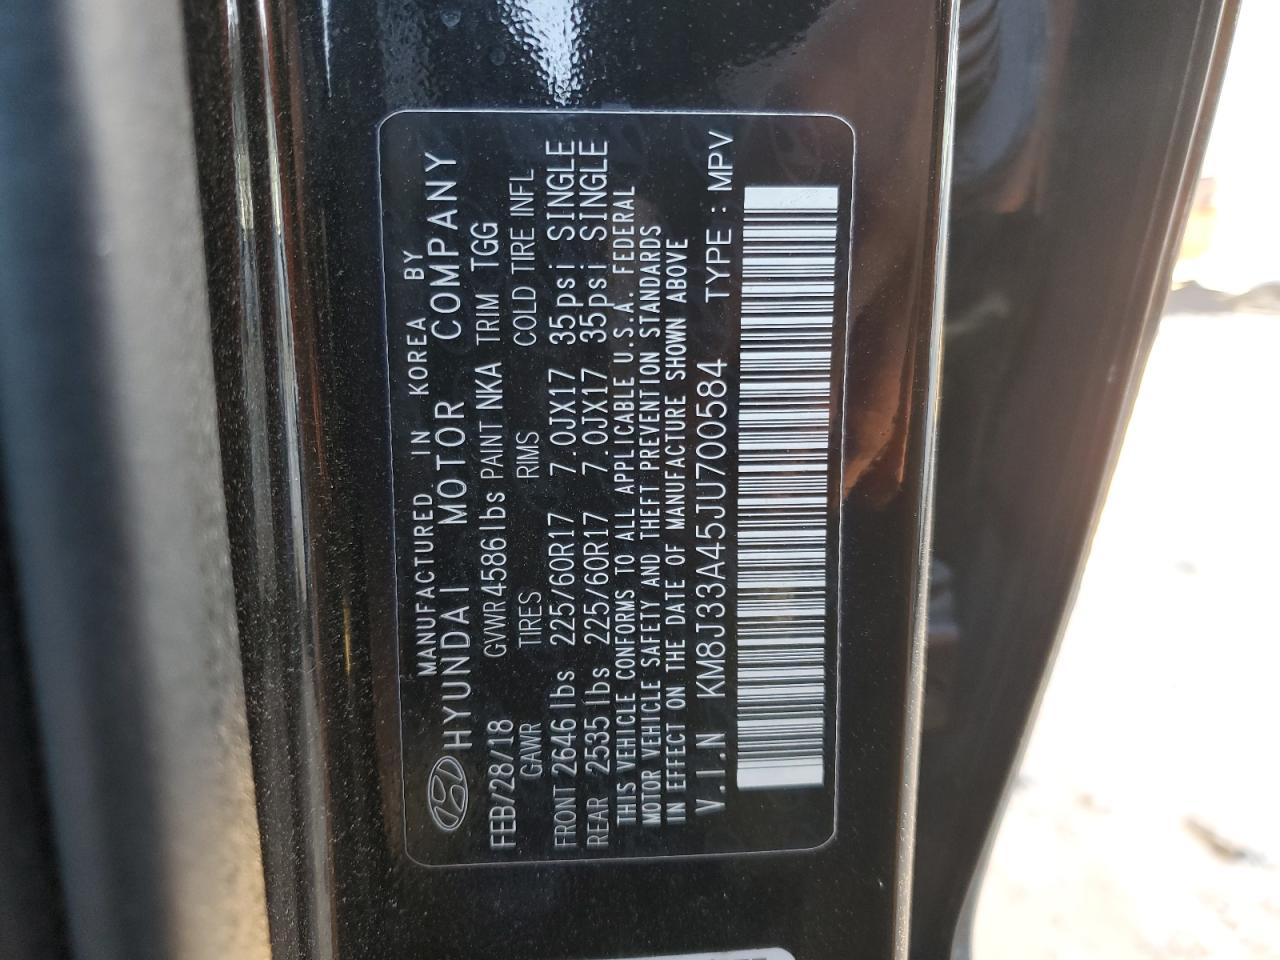 MANUFACTURED IN KOREA BY
HYUNDAI MOTOR COMPANY
FEB/28/18 GVWR 4586lbs PAINT NKA TRIM TGG
GAWR TIRES RIMS COLD TIRE INFL
FRONT 2646 lbs 225/60R17 7.0JX17 35psi SINGLE
REAR 2535 lbs 225/60R17 7.0JX17 35psi SINGLE
THIS VEHICLE CONFORMS TO ALL APPLICABLE U.S.A. FEDERAL
MOTOR VEHICLE SAFETY AND THEFT PREVENTION STANDARDS
IN EFFECT ON THE DATE OF MANUFACTURE SHOWN ABOVE
V.I.N KM8J33A45JU700584 TYPE : MPV